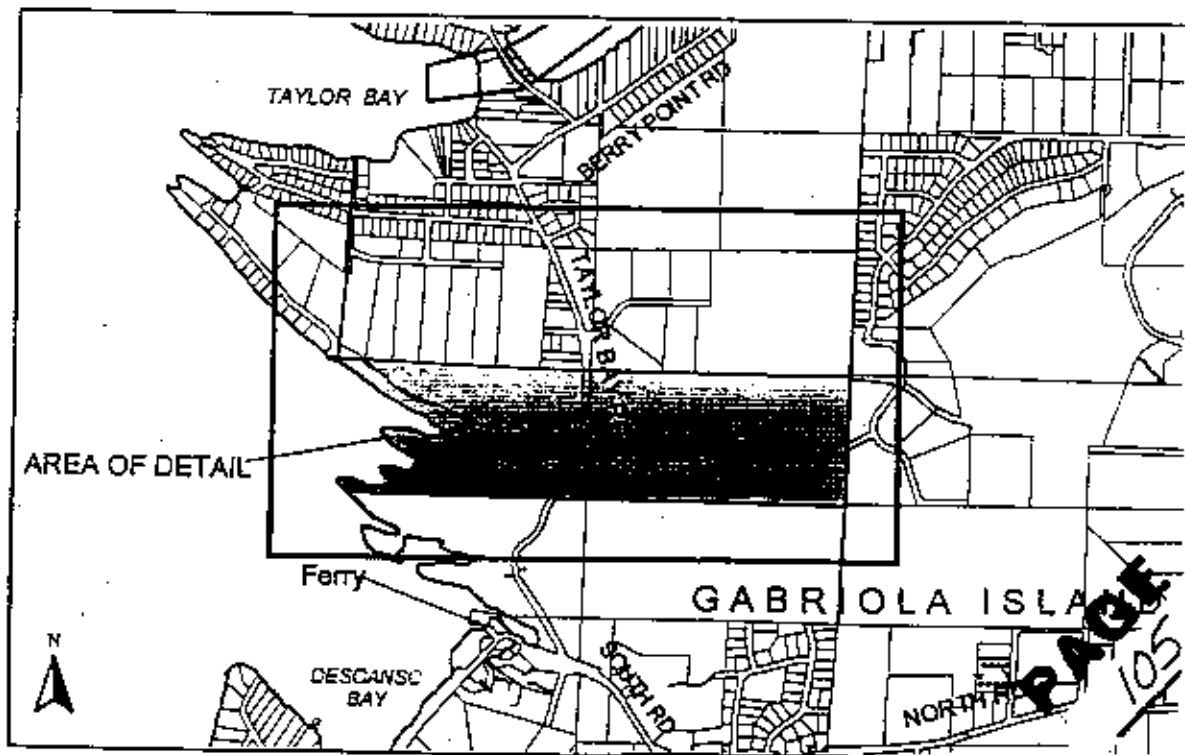 TAYLOR BAY
BERRY POINT RD
TAYLOR BAY
AREA OF DETAIL
Ferry
GABRIOLA ISLA
PAGE
105
N
DESCANSO
BAY
SOUTH RD
NORTH